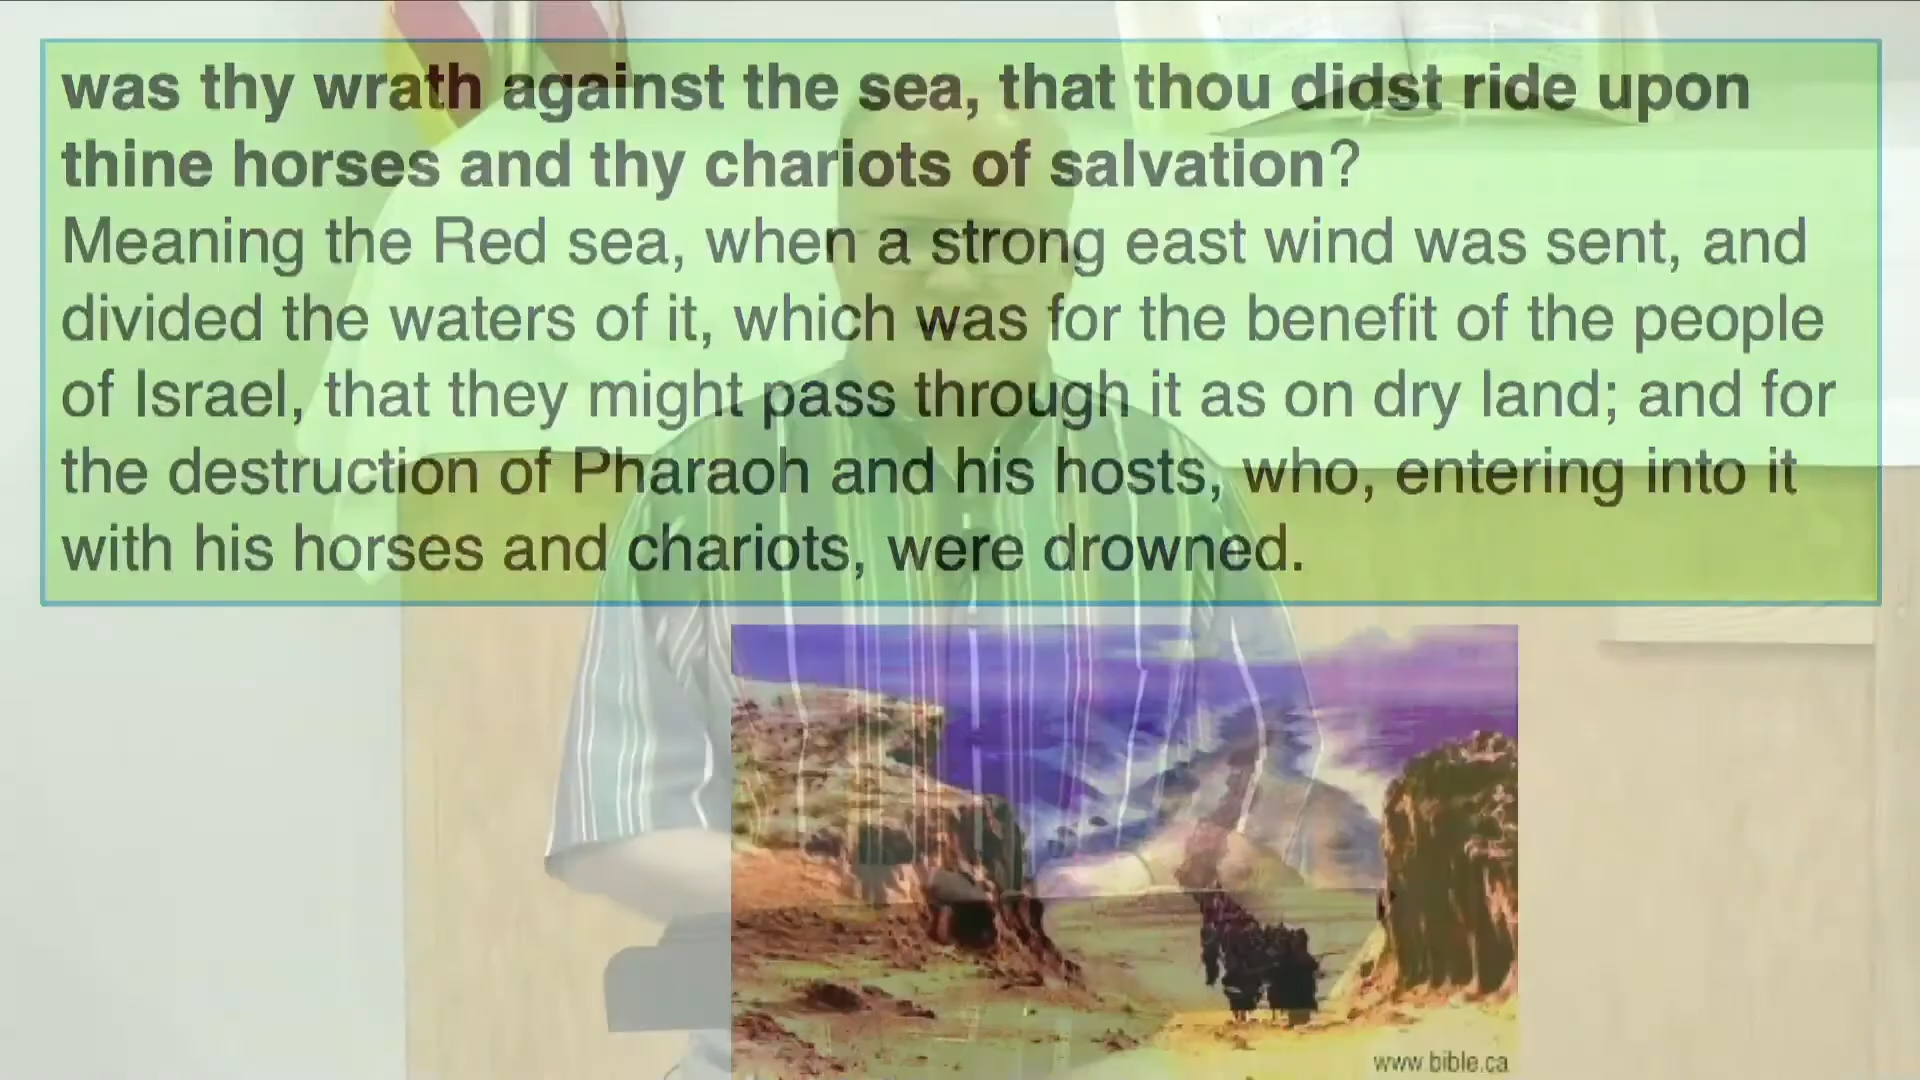 was thy wrath against the sea, that thou didst ride upon
thine horses and thy chariots of salvation?
Meaning the Red sea, when a strong east wind was sent, and
divided the waters of it, which was for the benefit of the people
of Israel, that they might pass through it as on dry land; and for
the destruction of Pharaoh and his hosts, who, entering into it
with his horses and chariots, were drowned.
www.bible.ca